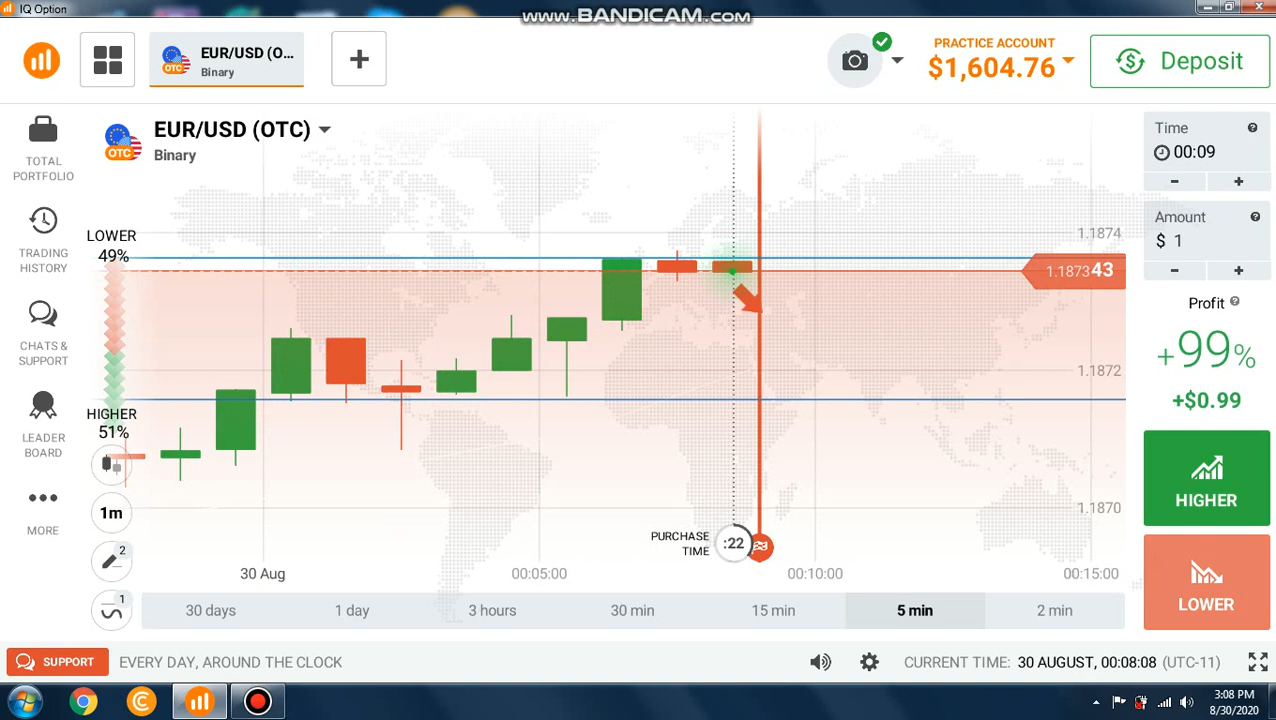 IQ Option
www.BANDICAM.com
EUR/USD (O...
Binary
PRACTICE ACCOUNT
$1,604.76
Deposit
TOTAL
PORTFOLIO
TRADING
HISTORY
CHATS &
SUPPORT
LEADER
BOARD
MORE
EUR/USD (OTC)
Binary
OTC
OTC
LOWER
49%
HIGHER
51%
1m
2
1
1.1874
1.187343
1.1872
1.1870
PURCHASE
TIME
:22
30 Aug
00:05:00
00:10:00
00:15:00
30 days
1 day
3 hours
30 min
15 min
5 min
2 min
Time
00:09
-
+
Amount
$ 1
-
+
Profit
+99%
+$0.99
HIGHER
LOWER
SUPPORT
EVERY DAY, AROUND THE CLOCK
CURRENT TIME: 30 AUGUST, 00:08:08 (UTC-11)
3:08 PM
8/30/2020